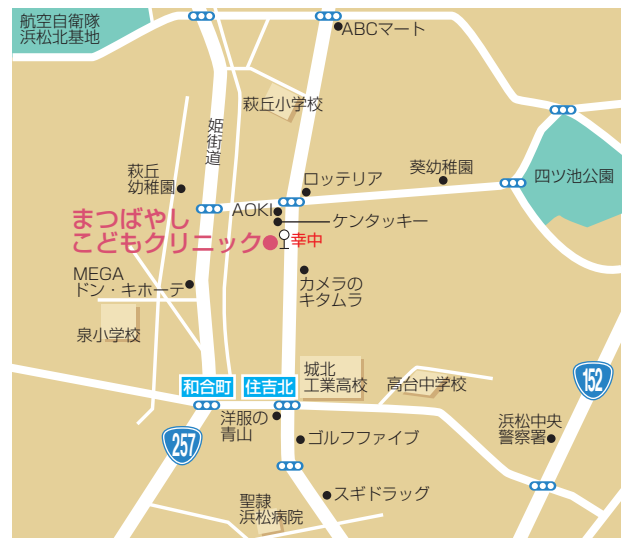 航空自衛隊
浜松北基地
ABCマート
萩丘小学校
姫街道
萩丘
幼稚園
ロッテリア
葵幼稚園
四ツ池公園
AOKI
ケンタッキー
まつばやし
こどもクリニック
幸中
MEGA
ドン・キホーテ
カメラの
キタムラ
泉小学校
城北
工業高校
高台中学校
和合町
住吉北
152
257
洋服の
青山
ゴルフファイブ
浜松中央
警察署
スギドラッグ
聖隷
浜松病院